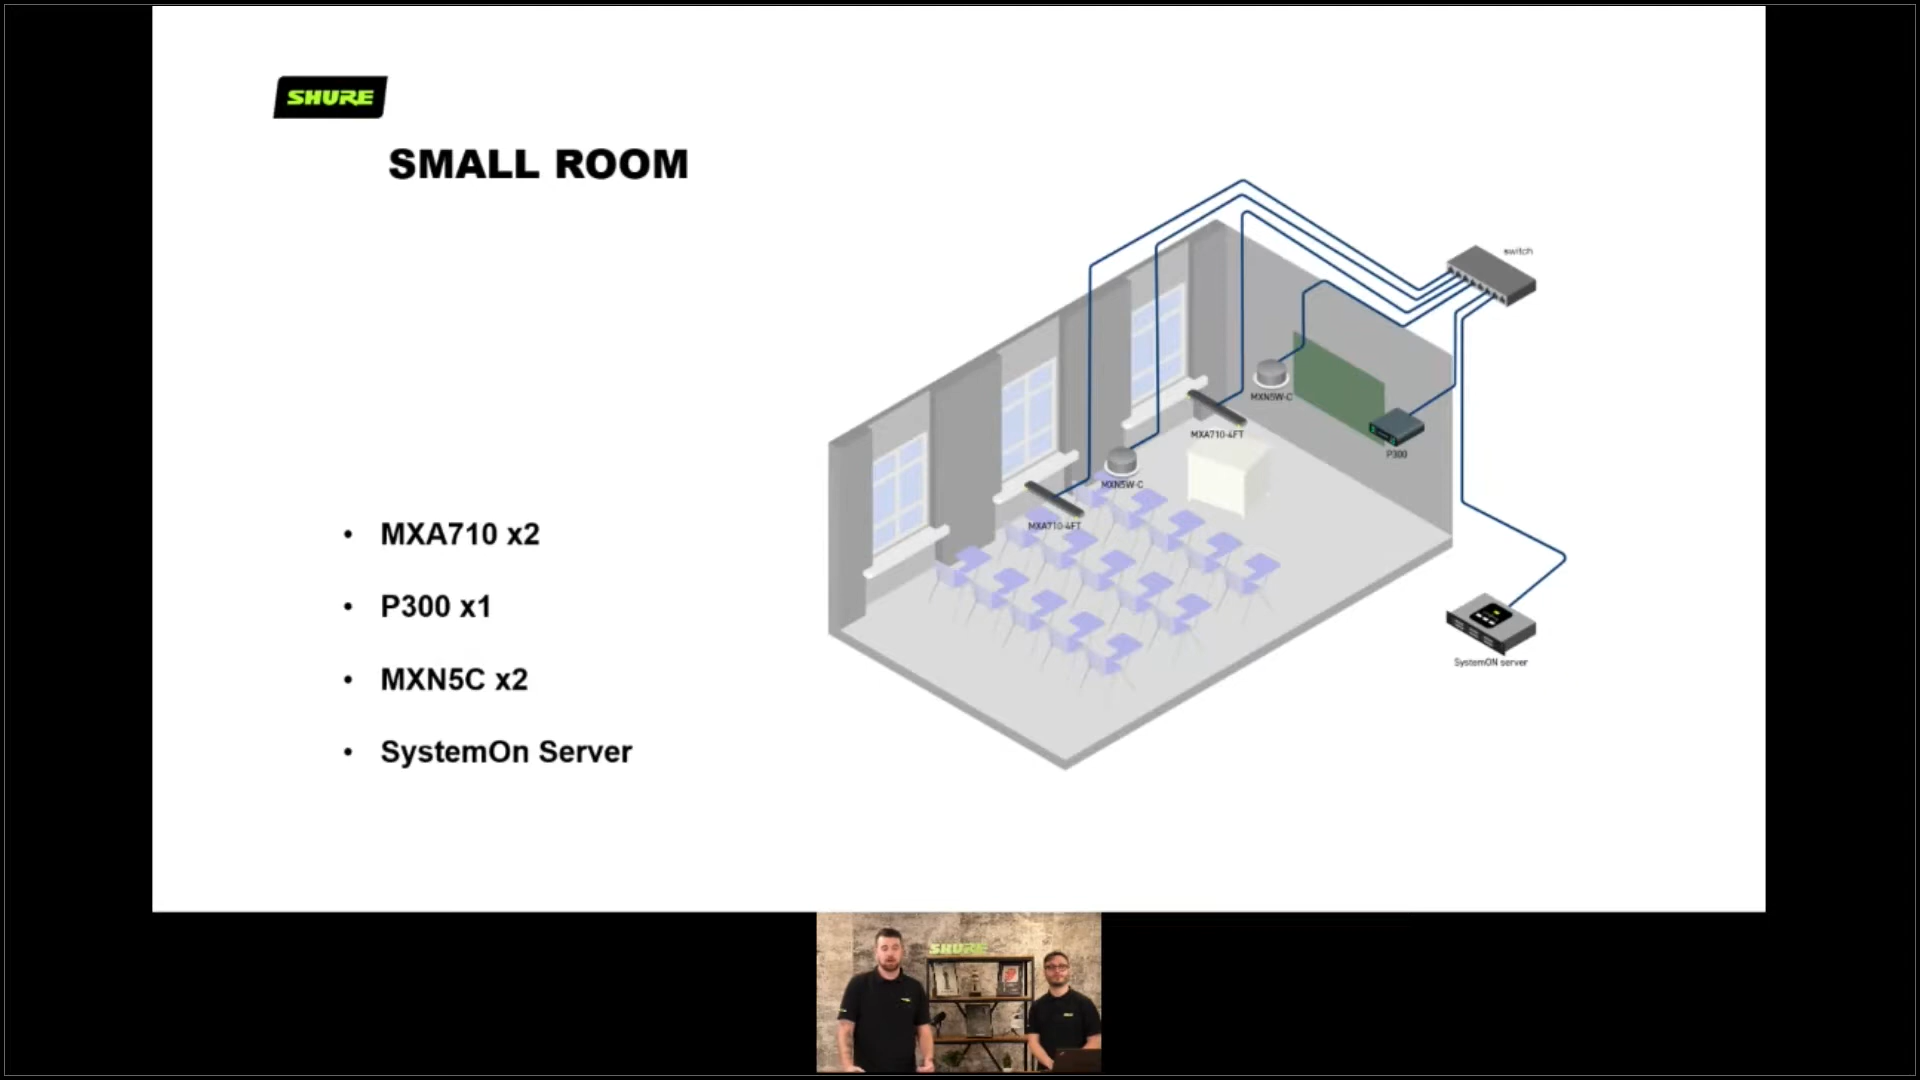 SHURE
SMALL ROOM
switch
MXN5W-C
MXA710-4FT
P300
MXN5W-C
MXA710-4FT
• MXA710 x2
• P300 x1
• MXN5C x2
• SystemOn Server
SystemON server
SHURE